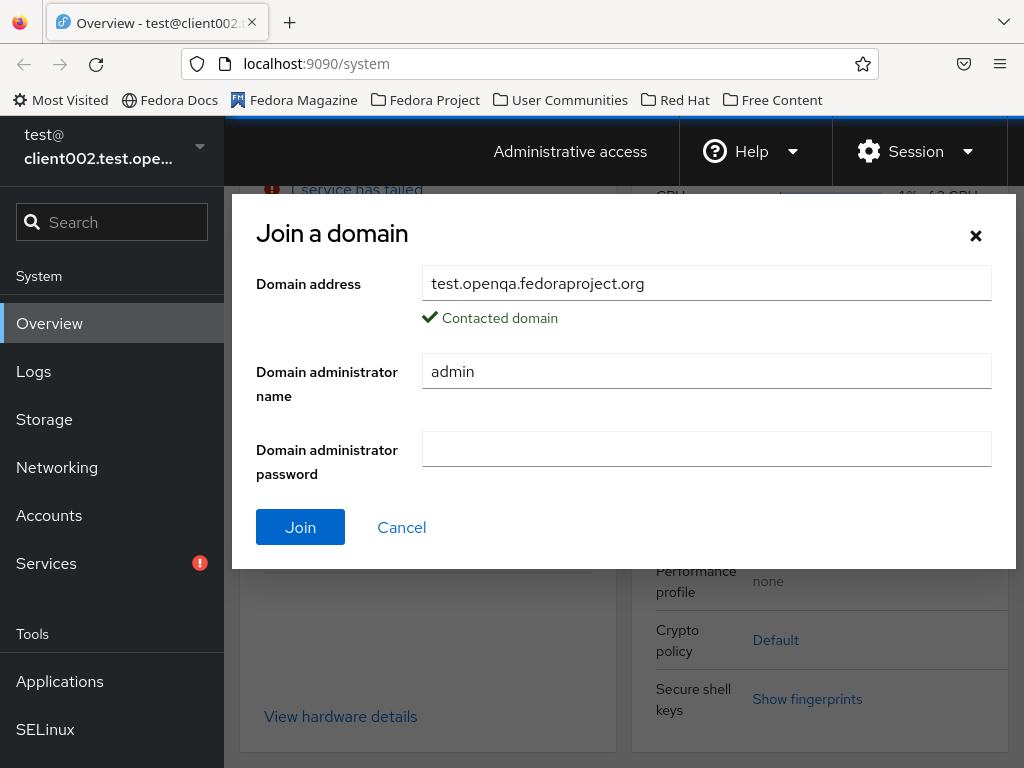 Overview - test@client002.
localhost:9090/system
Most Visited
Fedora Docs
Fedora Magazine
Fedora Project
User Communities
Red Hat
Free Content
test@
client002.test.ope...
Administrative access
Help
Session
Search
System
Overview
Logs
Storage
Networking
Accounts
Services
Tools
Applications
SELinux
1 service has failed
CPU
Join a domain
Domain address
test.openqa.fedoraproject.org
Contacted domain
Domain administrator
name
admin
Domain administrator
password
Join
Cancel
Performance
profile
none
Crypto
policy
Default
Secure shell
keys
Show fingerprints
View hardware details